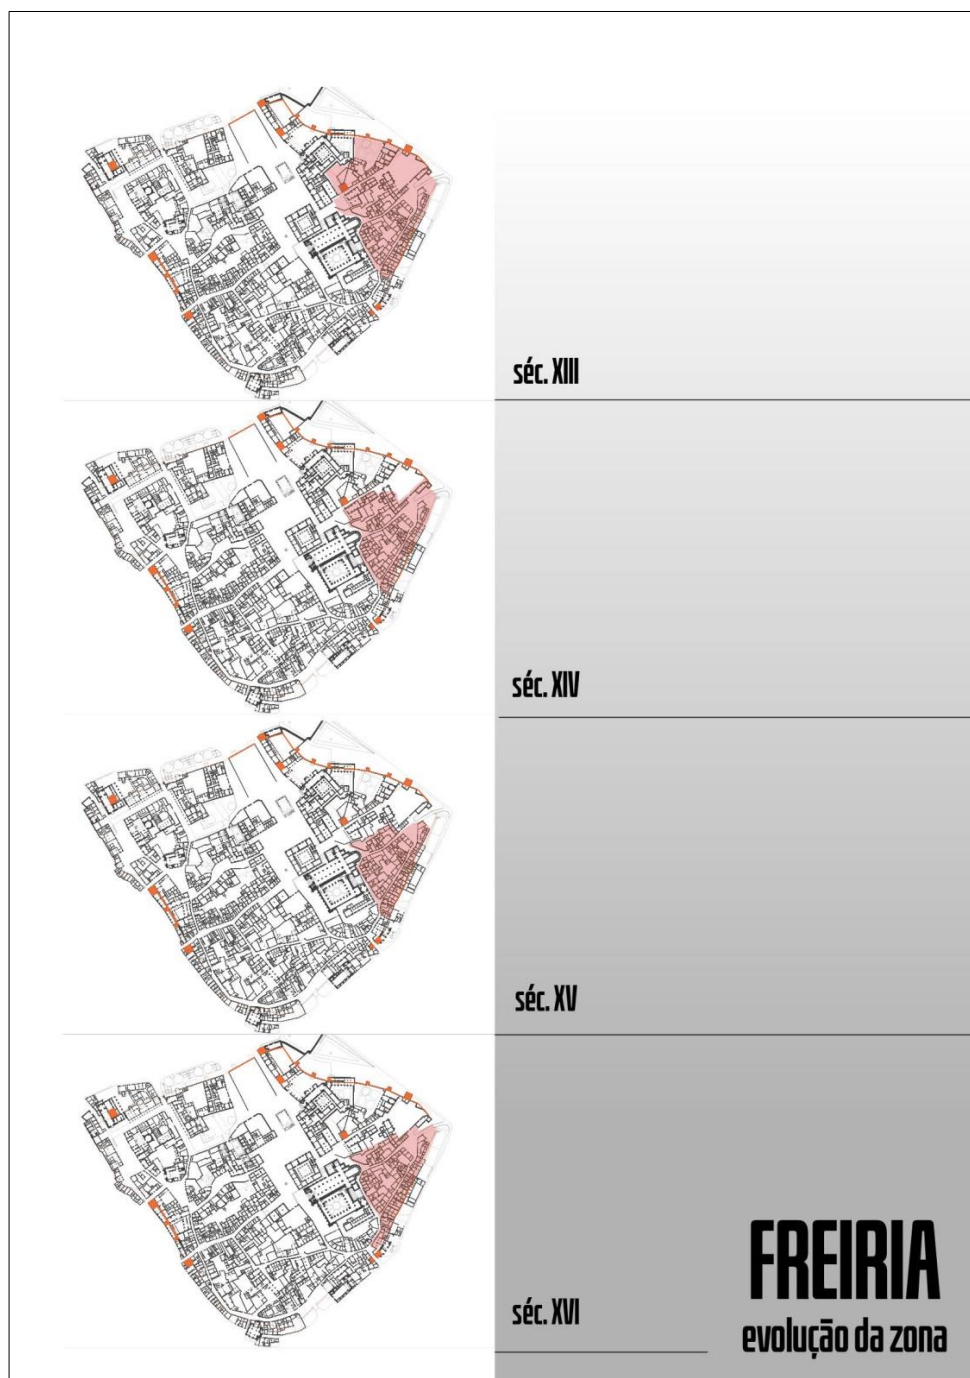 séc. XIII
séc. XIV
séc. XV
séc. XVI
FREIRIA
evolução da zona